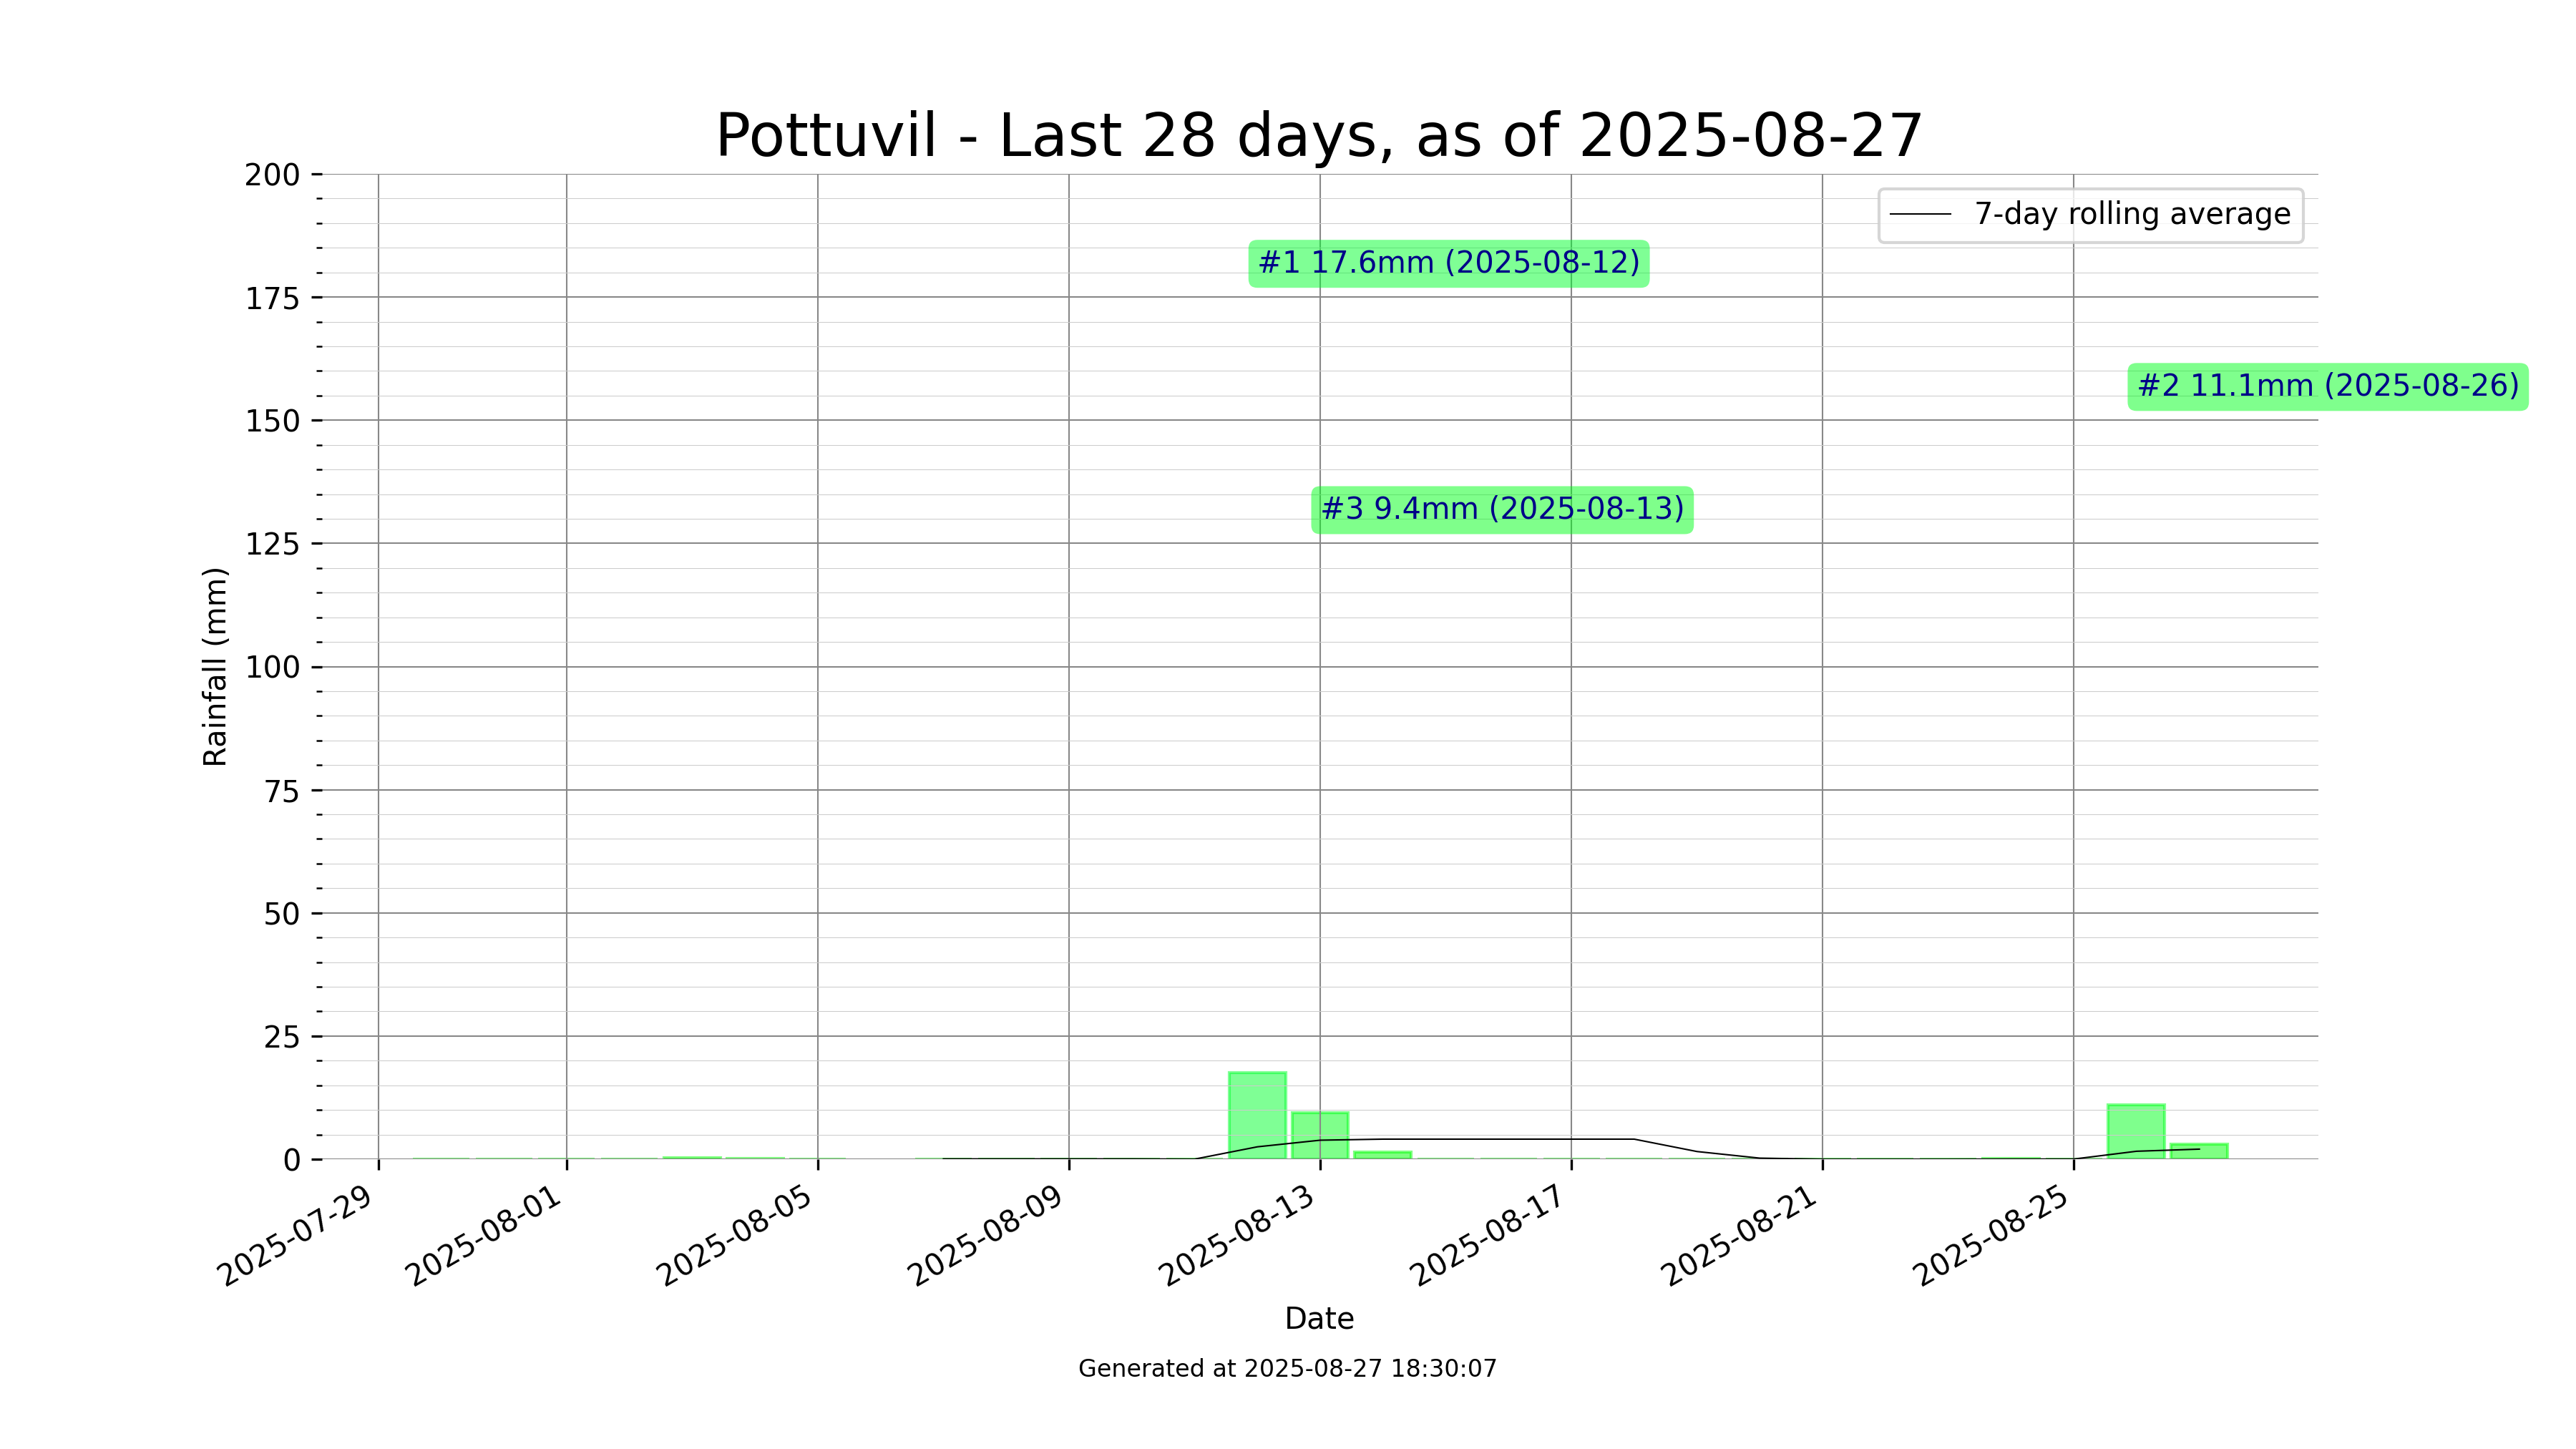 Pottuvil - Last 28 days, as of 2025-08-27
7-day rolling average
#1 17.6mm (2025-08-12)
#2 11.1mm (2025-08-26)
#3 9.4mm (2025-08-13)
Rainfall (mm)
200
175
150
125
100
75
50
25
0
2025-07-29
2025-08-01
2025-08-05
2025-08-09
2025-08-13
2025-08-17
2025-08-21
2025-08-25
Date
Generated at 2025-08-27 18:30:07